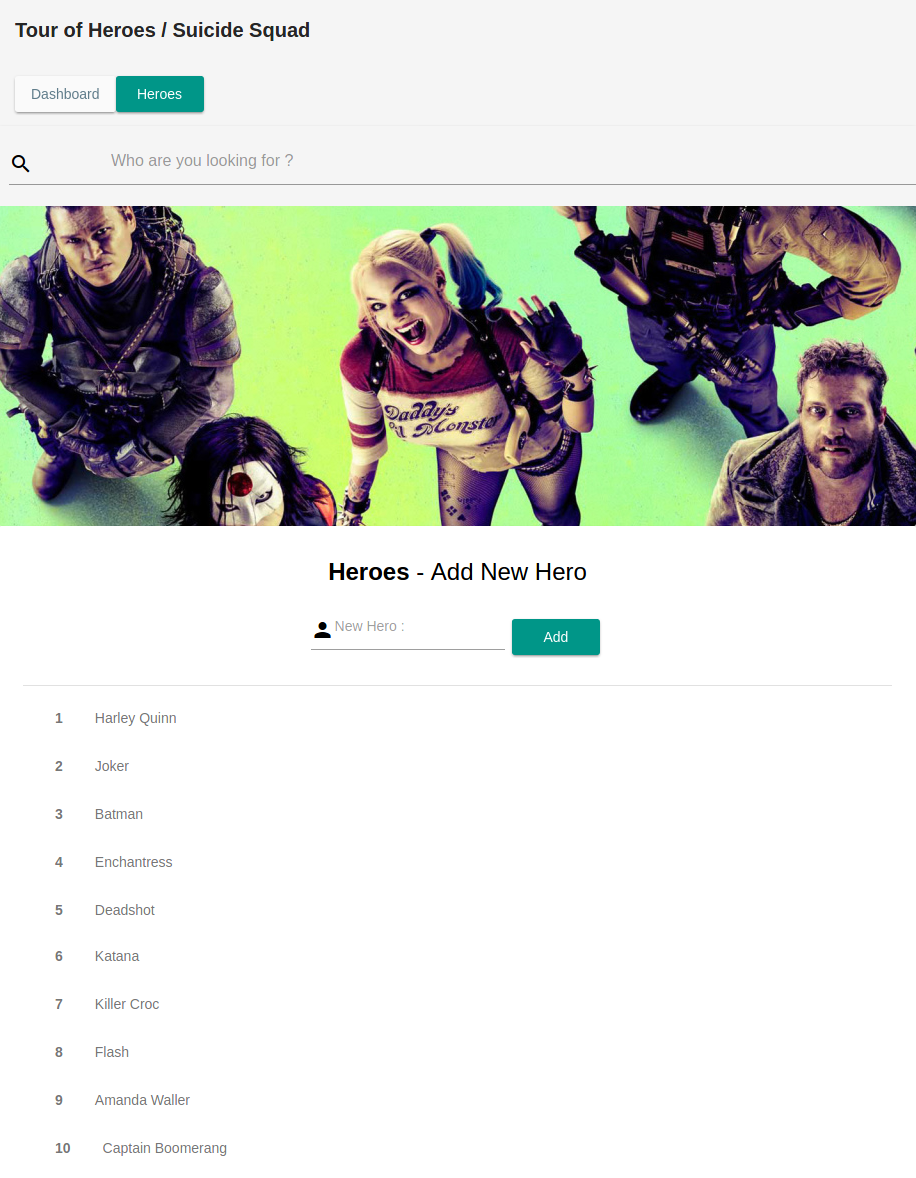 Tour of Heroes / Suicide Squad
Dashboard Heroes
Who are you looking for ?
FLAG
Daddy's
Lil Monster
Heroes - Add New Hero
New Hero : Add
1 Harley Quinn
2 Joker
3 Batman
4 Enchantress
5 Deadshot
6 Katana
7 Killer Croc
8 Flash
9 Amanda Waller
10 Captain Boomerang